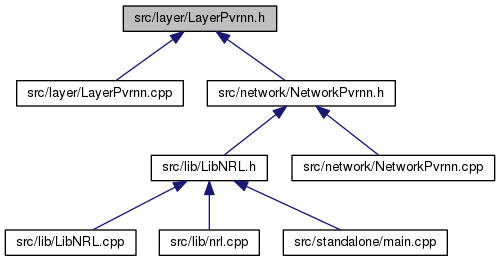 src/layer/LayerPvrnn.h
src/layer/LayerPvrnn.cpp
src/network/NetworkPvrnn.h
src/lib/LibNRL.h
src/network/NetworkPvrnn.cpp
src/lib/LibNRL.cpp
src/lib/nrl.cpp
src/standalone/main.cpp